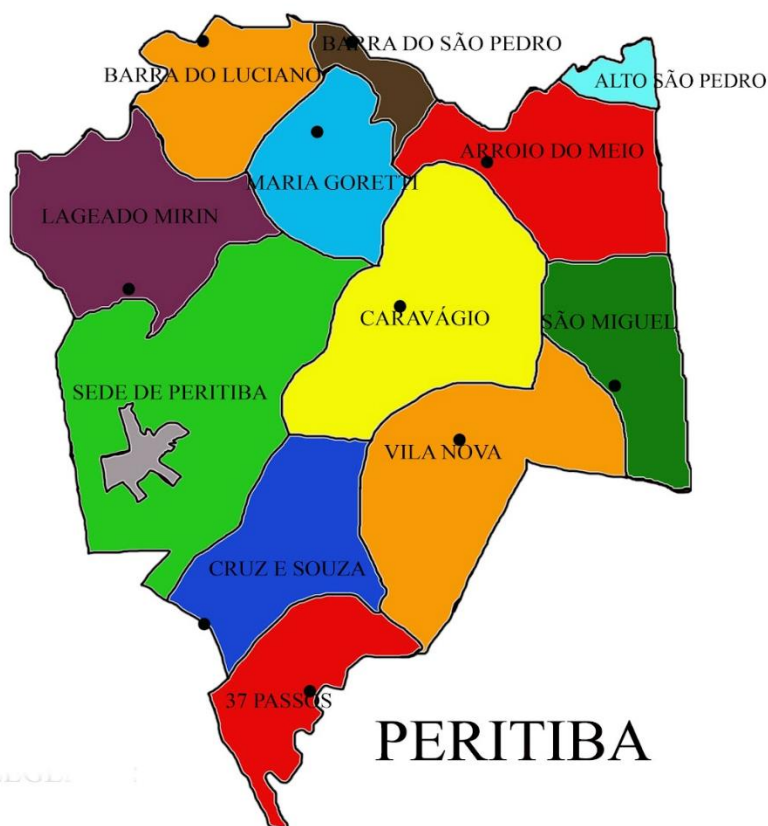 BARRA DO SÃO PEDRO
BARRA DO LUCIANO
ALTO SÃO PEDRO
ARROIO DO MEIO
MARIA GORETTI
LAGEADO MIRIN
CARAVÁGIO
SÃO MIGUEL
SEDE DE PERITIBA
VILA NOVA
CRUZ E SOUZA
37 PASSOS
PERITIBA